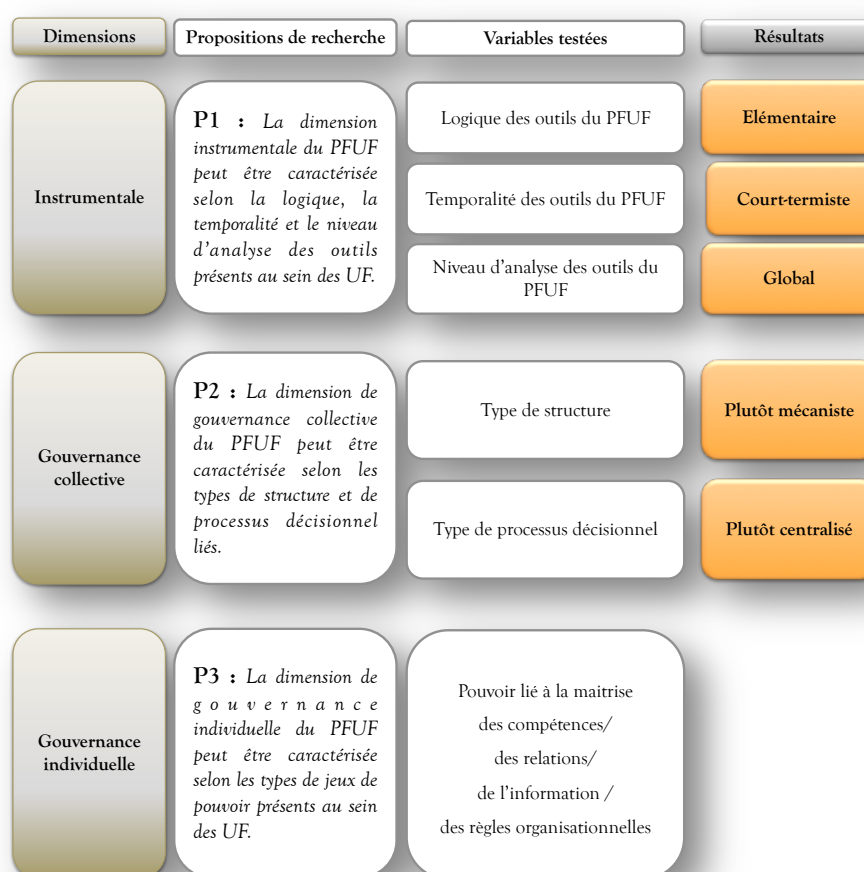 Dimensions
Propositions de recherche
Variables testées
Résultats
Instrumentale
P1 : La dimension
instrumentale du PFUF
peut être caractérisée
selon la logique, la
temporalité et le niveau
d'analyse des outils
présents au sein des UF.
Logique des outils du PFUF
Elémentaire
Temporalité des outils du PFUF
Court-termiste
Niveau d'analyse des outils du
PFUF
Global
Gouvernance
collective
P2 : La dimension de
gouvernance collective
du PFUF peut être
caractérisée selon les
types de structure et de
processus décisionnel
liés.
Type de structure
Plutôt mécaniste
Type de processus décisionnel
Plutôt centralisé
Gouvernance
individuelle
P3 : La dimension de
gouvernance
individuelle du PFUF
peut être caractérisée
selon les types de jeux de
pouvoir présents au sein
des UF.
Pouvoir lié à la maitrise
des compétences/
des relations/
de l'information /
des règles organisationnelles